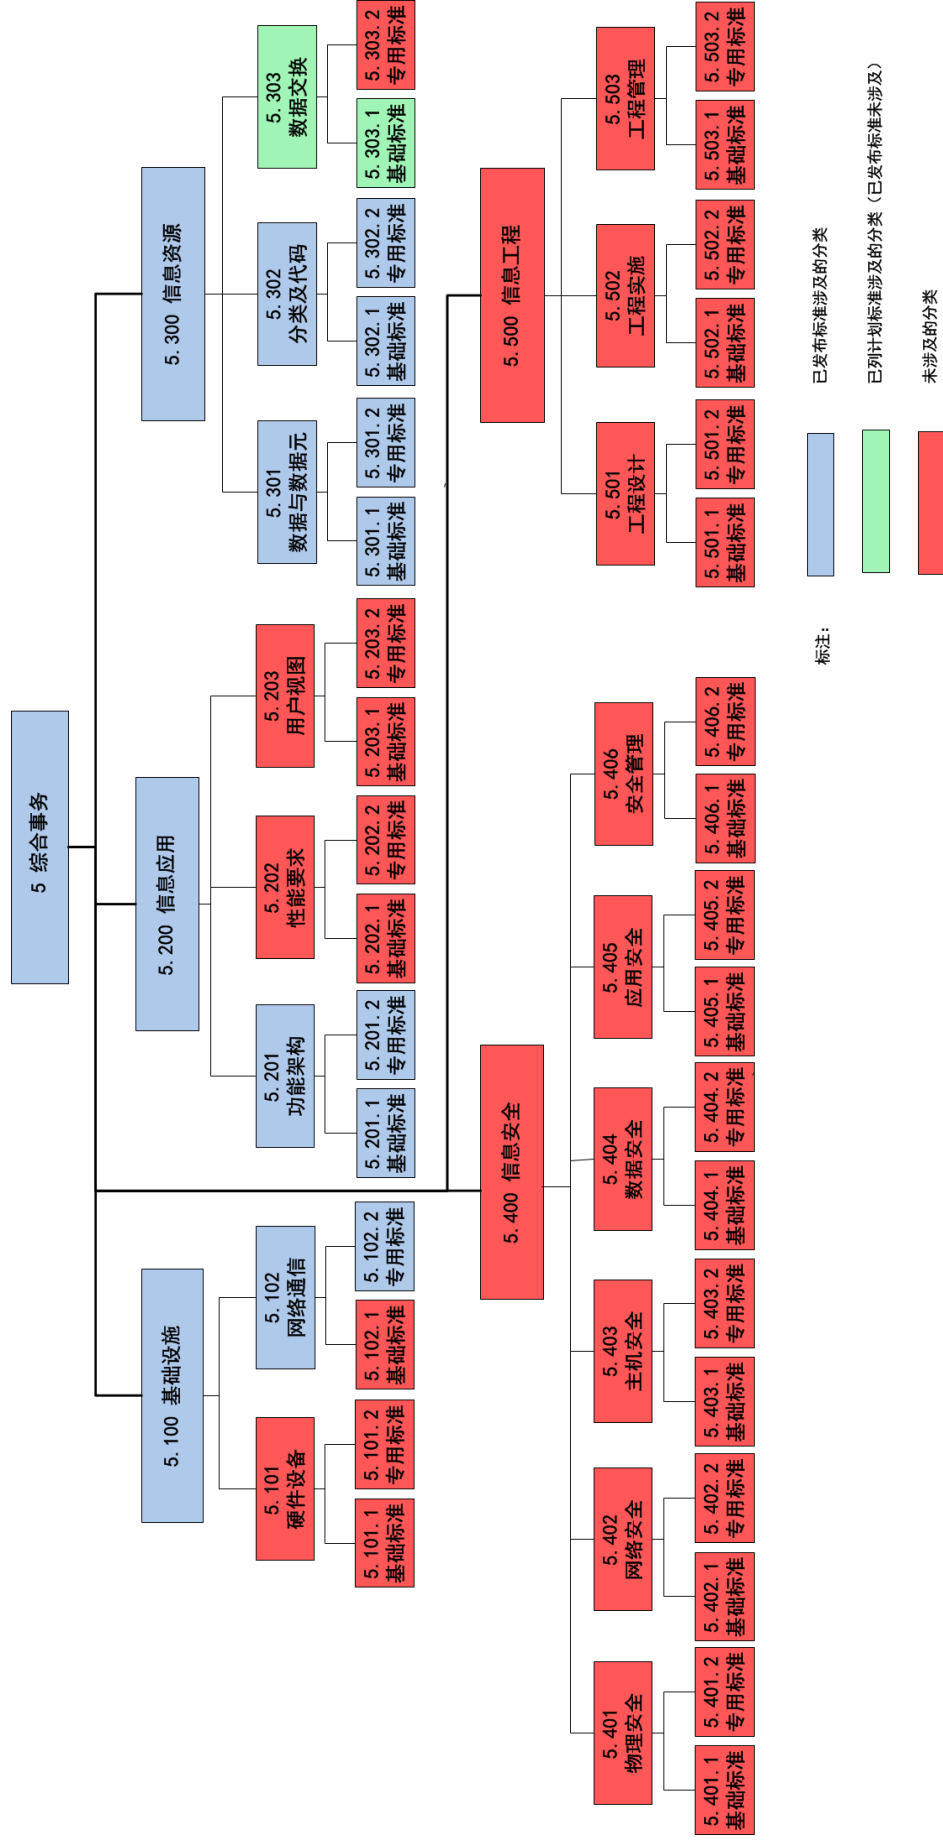 5 综合事务
5.100 基础设施
5.200 信息应用
5.300 信息资源
5.101
硬件设备
5.102
网络通信
5.201
功能架构
5.202
性能要求
5.203
用户视图
5.301
数据与数据元
5.302
分类及代码
5.303
数据交换
5.101.1
基础标准
5.101.2
专用标准
5.102.1
基础标准
5.102.2
专用标准
5.201.1
基础标准
5.201.2
专用标准
5.202.1
基础标准
5.202.2
专用标准
5.203.1
基础标准
5.203.2
专用标准
5.301.1
基础标准
5.301.2
专用标准
5.302.1
基础标准
5.302.2
专用标准
5.303.1
基础标准
5.303.2
专用标准
5.400 信息安全
5.500 信息工程
5.401
物理安全
5.402
网络安全
5.403
主机安全
5.404
数据安全
5.405
应用安全
5.406
安全管理
5.501
工程设计
5.502
工程实施
5.503
工程管理
5.401.1
基础标准
5.401.2
专用标准
5.402.1
基础标准
5.402.2
专用标准
5.403.1
基础标准
5.403.2
专用标准
5.404.1
基础标准
5.404.2
专用标准
5.405.1
基础标准
5.405.2
专用标准
5.406.1
基础标准
5.406.2
专用标准
5.501.1
基础标准
5.501.2
专用标准
5.502.1
基础标准
5.502.2
专用标准
5.503.1
基础标准
5.503.2
专用标准
标注：
已发布标准涉及的分类
已列计划标准涉及的分类（已发布标准未涉及）
未涉及的分类